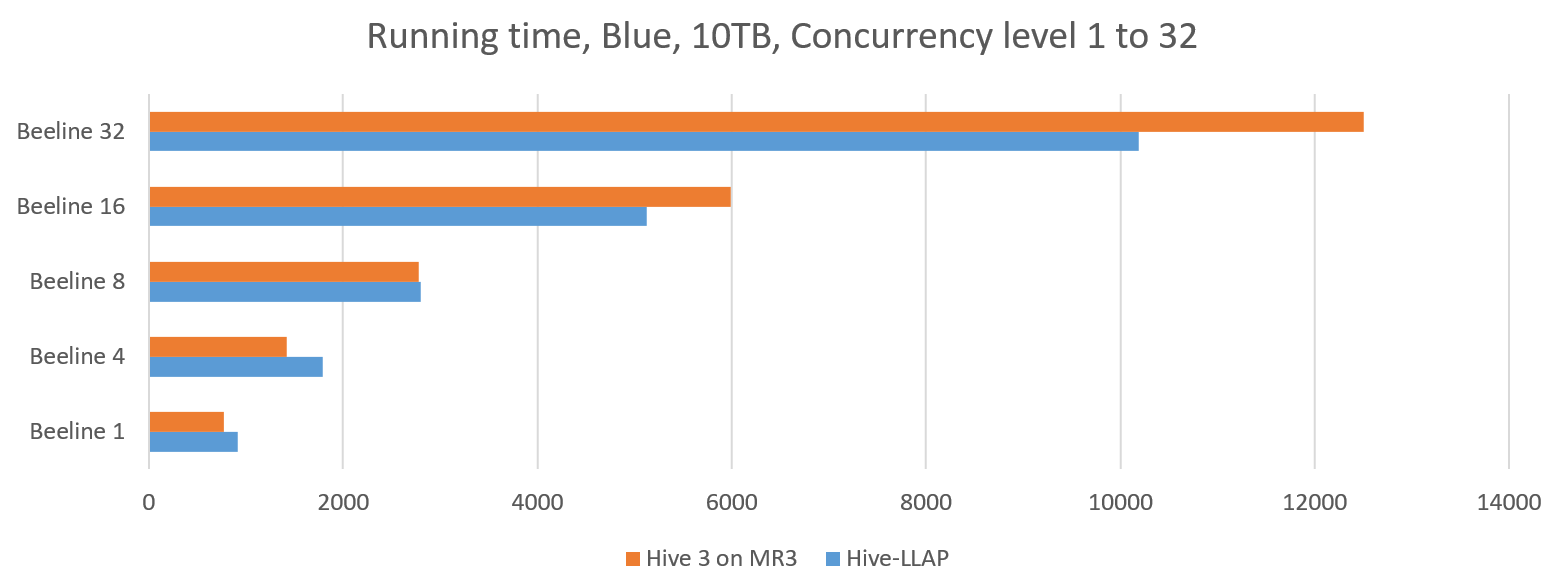 Running time, Blue, 10TB, Concurrency level 1 to 32
Beeline 32
Beeline 16
Beeline 8
Beeline 4
Beeline 1
0 2000 4000 6000 8000 10000 12000 14000
Hive 3 on MR3 Hive-LLAP